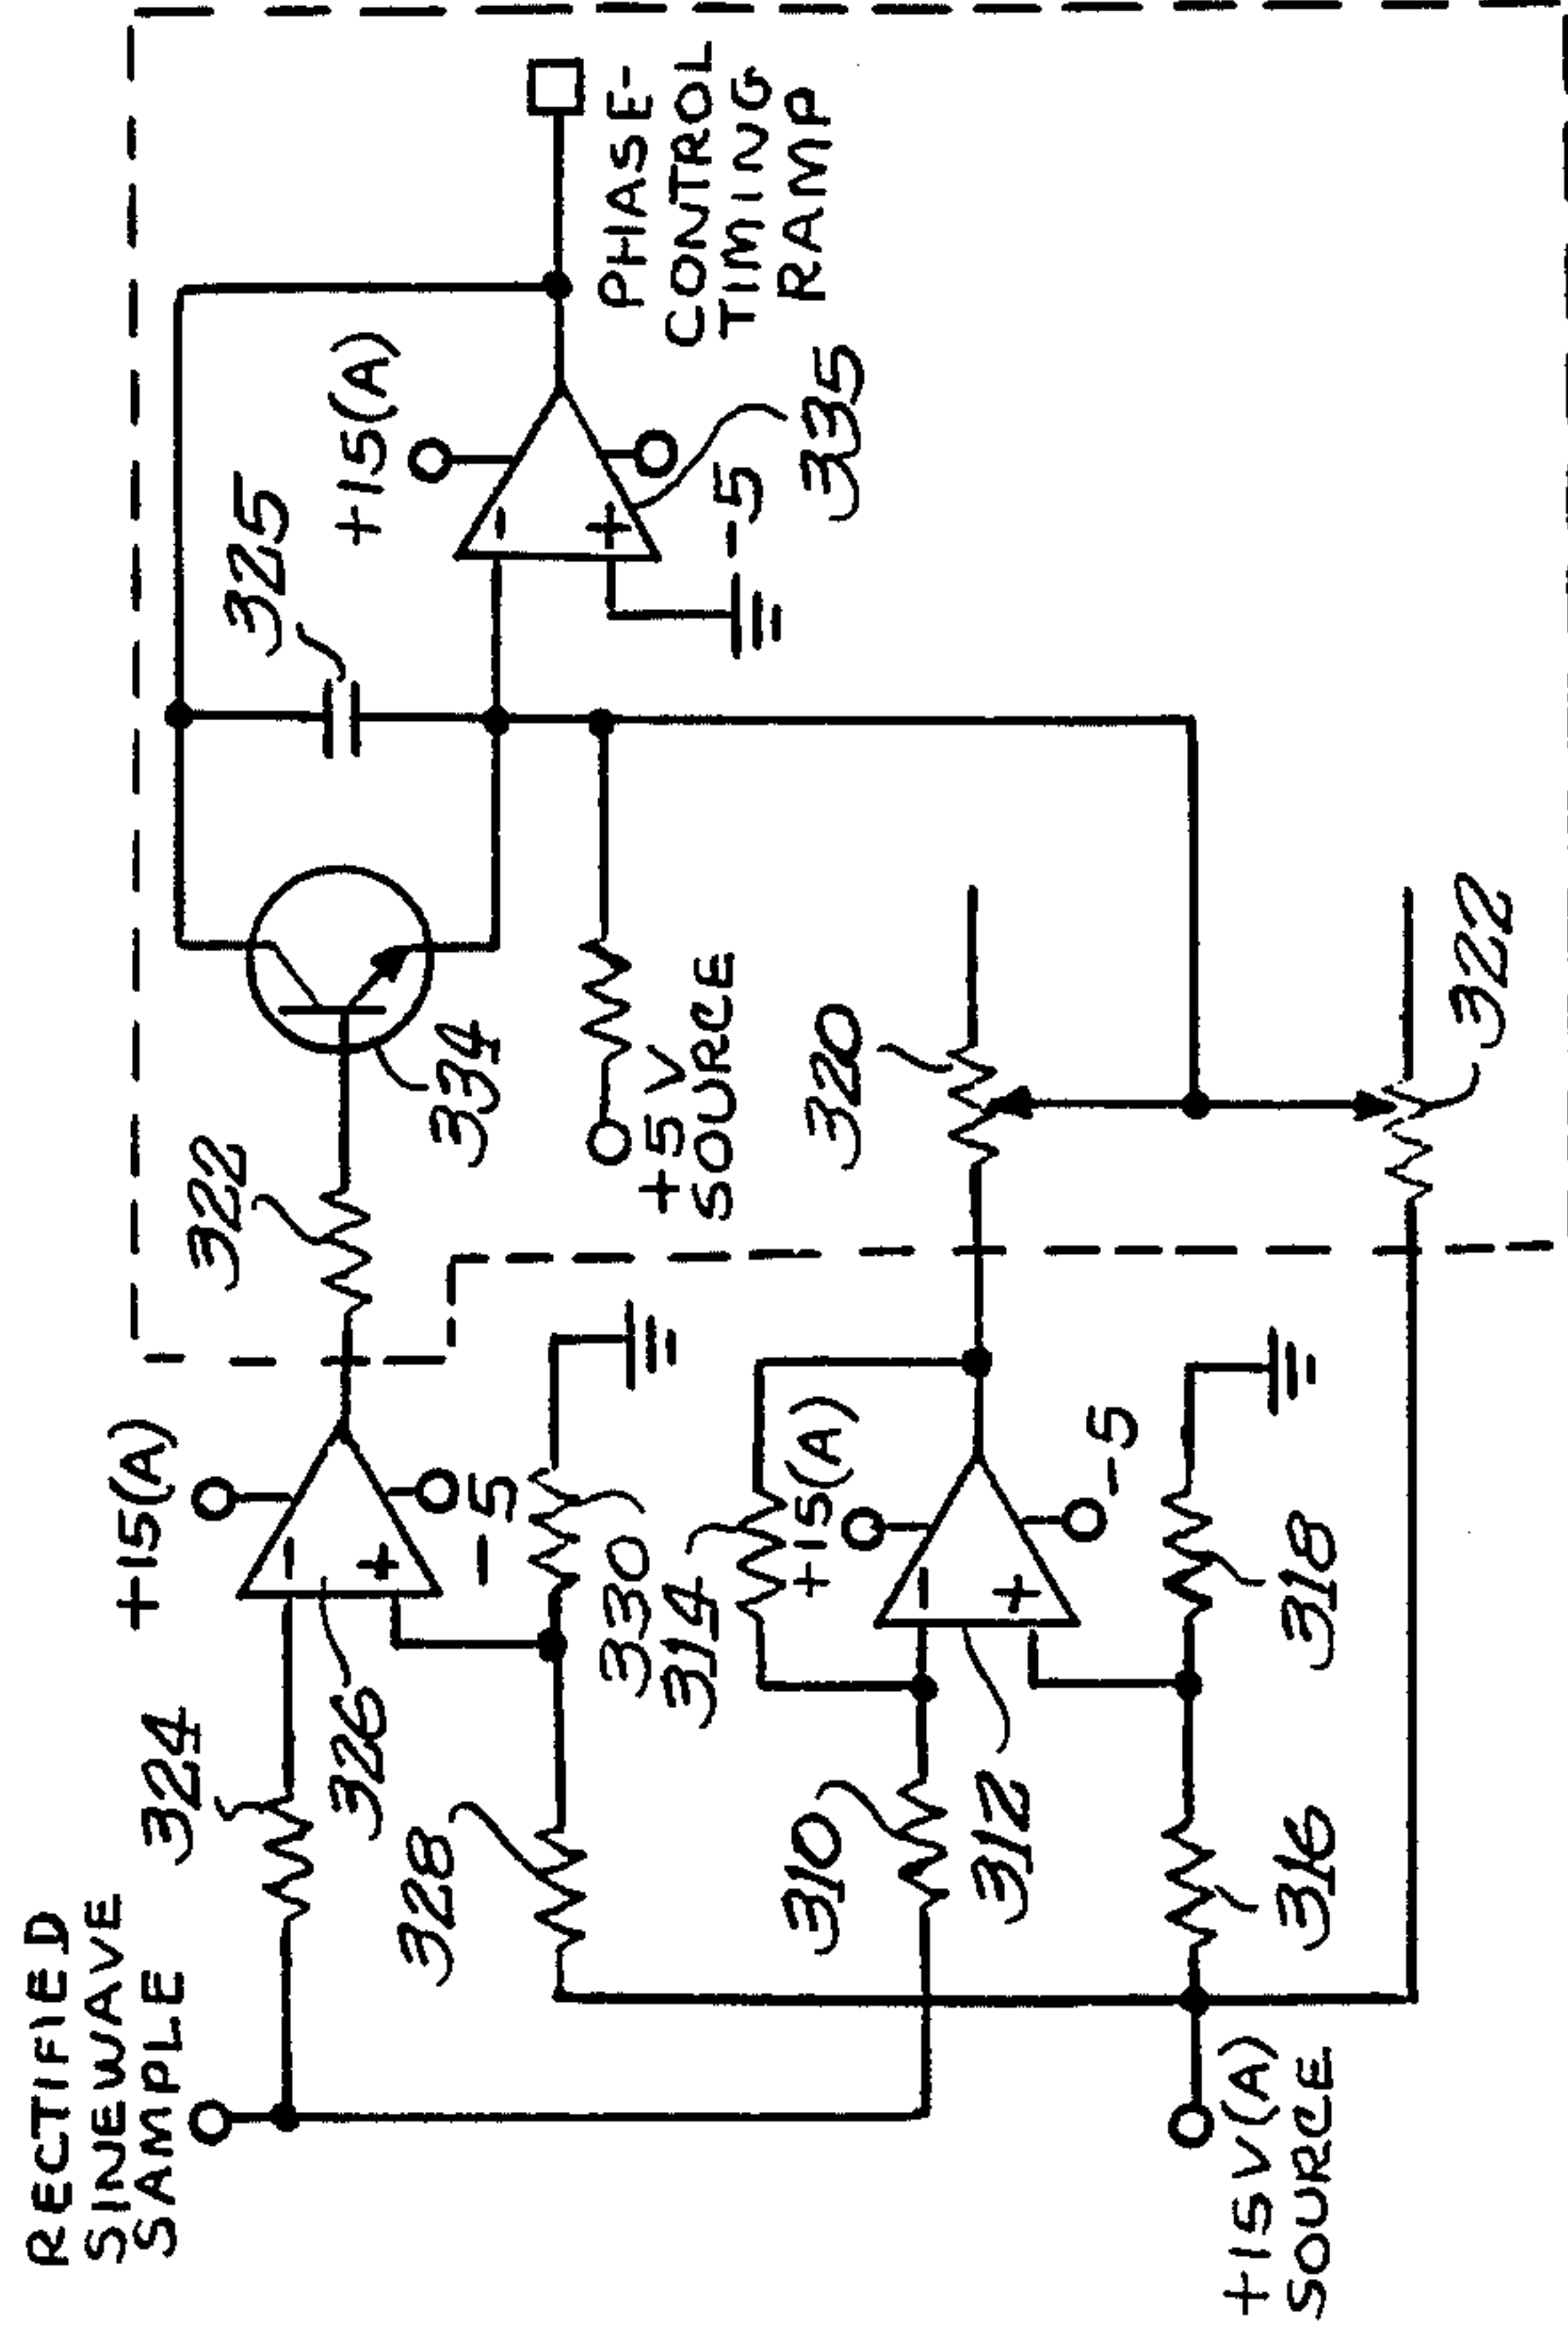 RECTIFIED
SINEWAVE
SAMPLE
324
+15(A)
322
326
-5
334
325
+15(A)
-5
335
PHASE-
CONTROL
TIMING
RAMP
328
330
+5V
SOURCE
314
+15(A)
310
312
-5
320
316
318
+15V(A)
SOURCE
322